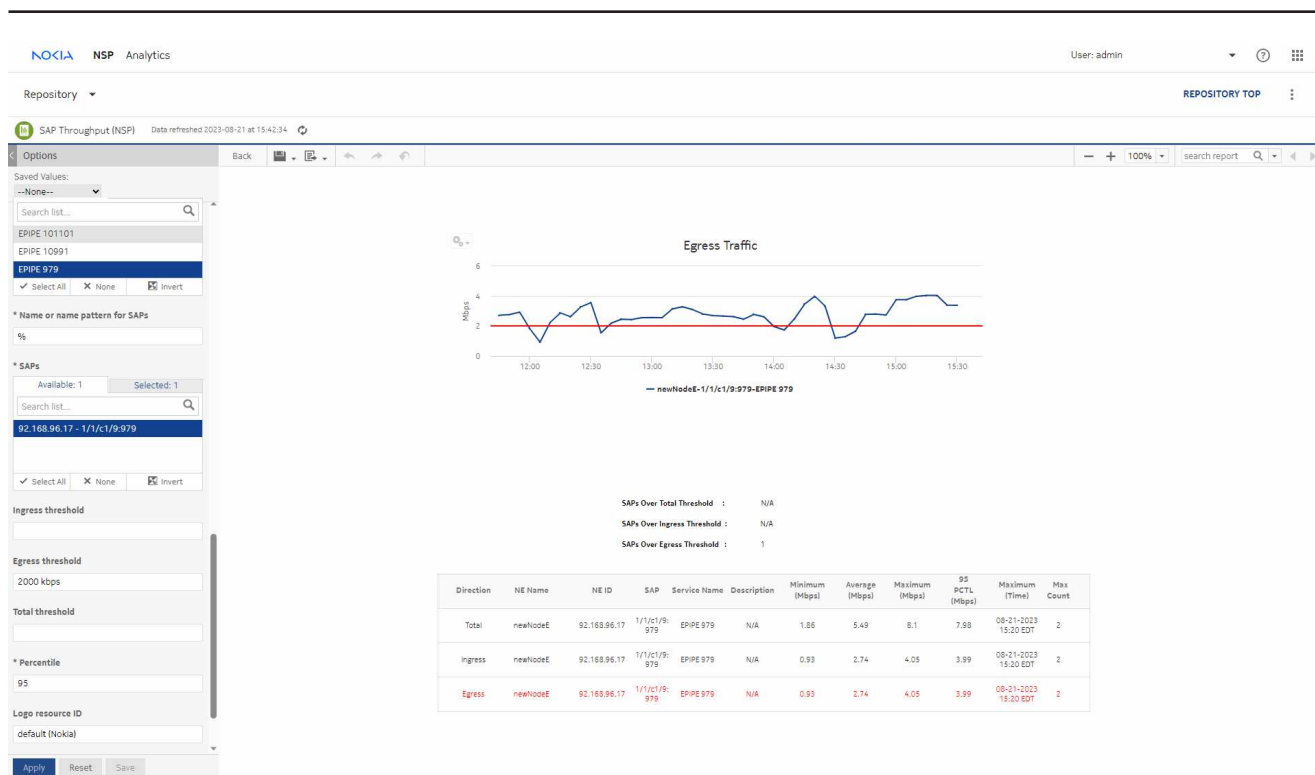 NOKIA NSP Analytics User: admin
Repository REPOSITORY TOP
SAP Throughput (NSP) Data refreshed 2023-08-21 at 15:42:34
Options Back 100% search report
Saved Values:
--None--
Search list...
EPIPE 101101
EPIPE 10991
EPIPE 979
Select All None Invert
* Name or name pattern for SAPs
%
* SAPs
Available: 1 Selected: 1
Search list...
92.168.96.17 - 1/1/c1/9:979
Select All None Invert
Ingress threshold
Egress threshold
2000 kbps
Total threshold
* Percentile
95
Logo resource ID
default (Nokia)
Apply Reset Save
Egress Traffic
Mbps
6
4
2
0
12:00 12:30 13:00 13:30 14:00 14:30 15:00 15:30
newNodeE-1/1/c1/9:979-EPIPE 979
SAPs Over Total Threshold : N/A
SAPs Over Ingress Threshold : N/A
SAPs Over Egress Threshold : 1
Direction NE Name NE ID SAP Service Name Description Minimum (Mbps) Average (Mbps) Maximum (Mbps) 95 PCTL (Mbps) Maximum (Time) Max Count
Total newNodeE 92.168.96.17 1/1/c1/9:979 EPIPE 979 N/A 1.86 5.49 8.1 7.98 08-21-2023 15:20 EDT 2
Ingress newNodeE 92.168.96.17 1/1/c1/9:979 EPIPE 979 N/A 0.93 2.74 4.05 3.99 08-21-2023 15:20 EDT 2
Egress newNodeE 92.168.96.17 1/1/c1/9:979 EPIPE 979 N/A 0.93 2.74 4.05 3.99 08-21-2023 15:20 EDT 2